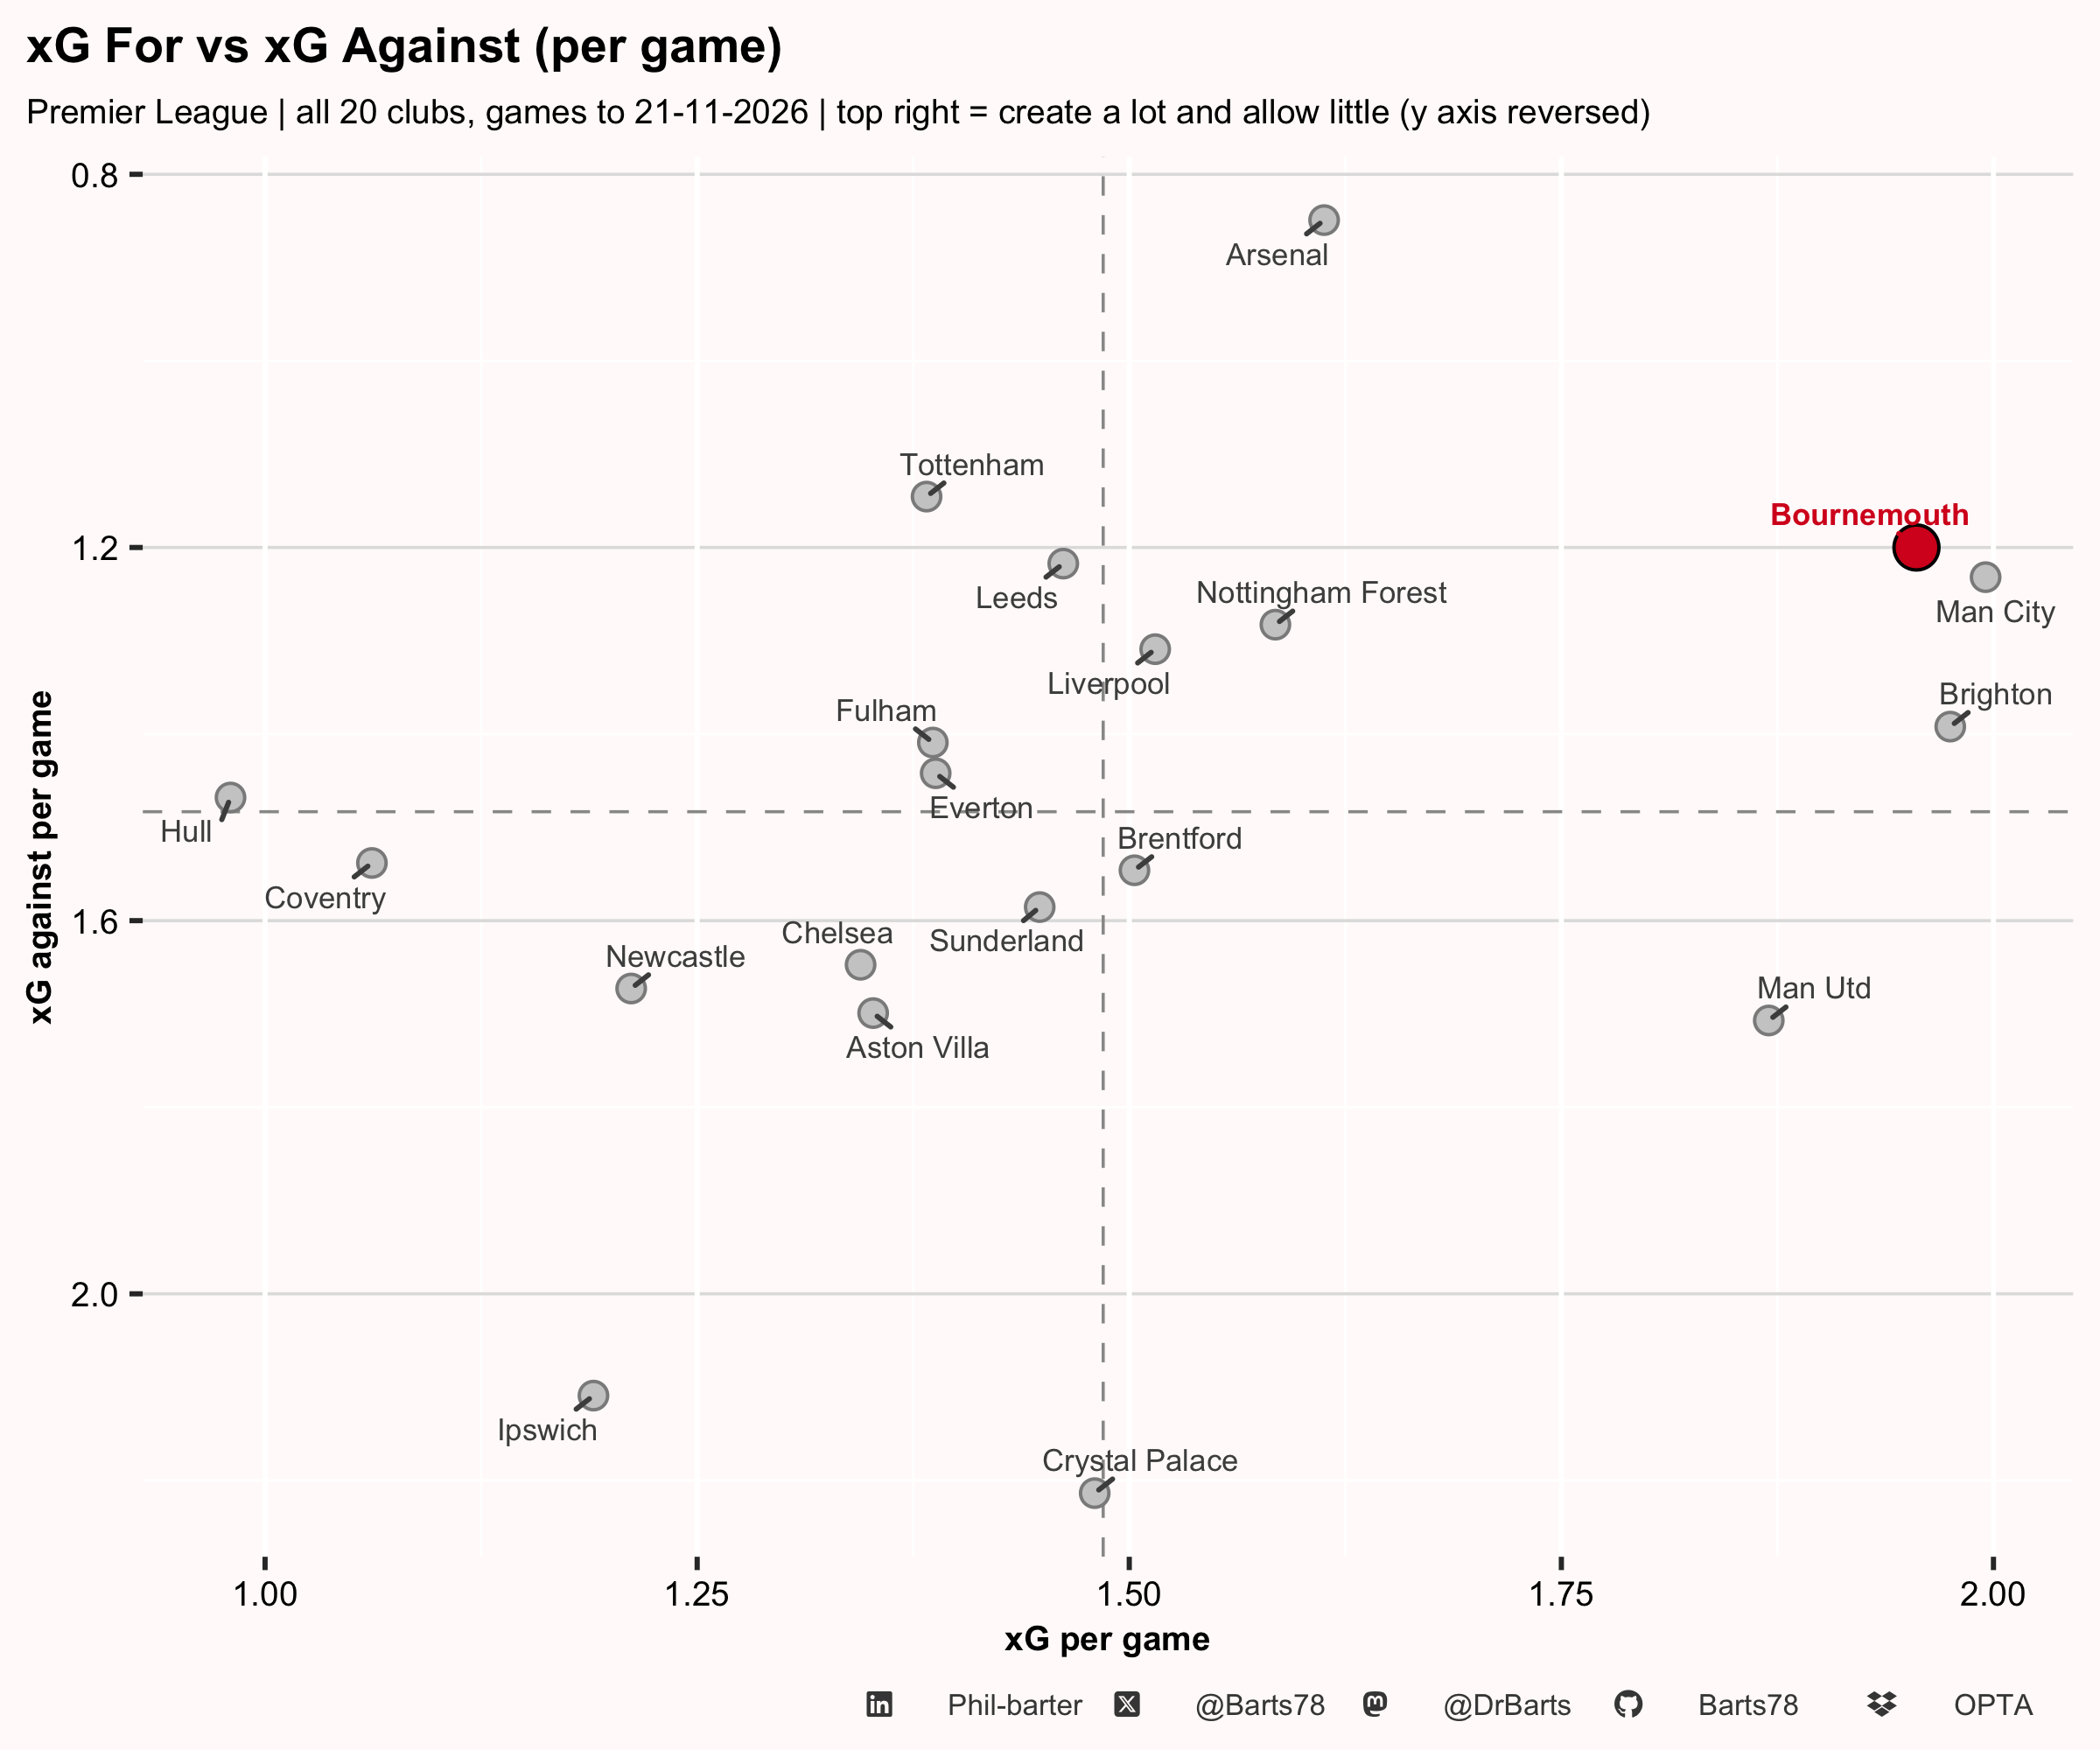 xG For vs xG Against (per game)
Premier League | all 20 clubs, games to 21-11-2026 | top right = create a lot and allow little (y axis reversed)
0.8
Arsenal
Tottenham
Bournemouth
1.2
Leeds
Nottingham Forest
Man City
Liverpool
Brighton
Fulham
Everton
Hull
Brentford
Coventry
1.6
Chelsea
Sunderland
Newcastle
Man Utd
Aston Villa
xG against per game
2.0
Ipswich
Crystal Palace
1.00 1.25 1.50 1.75 2.00
xG per game
Phil-barter @Barts78 @DrBarts Barts78 OPTA